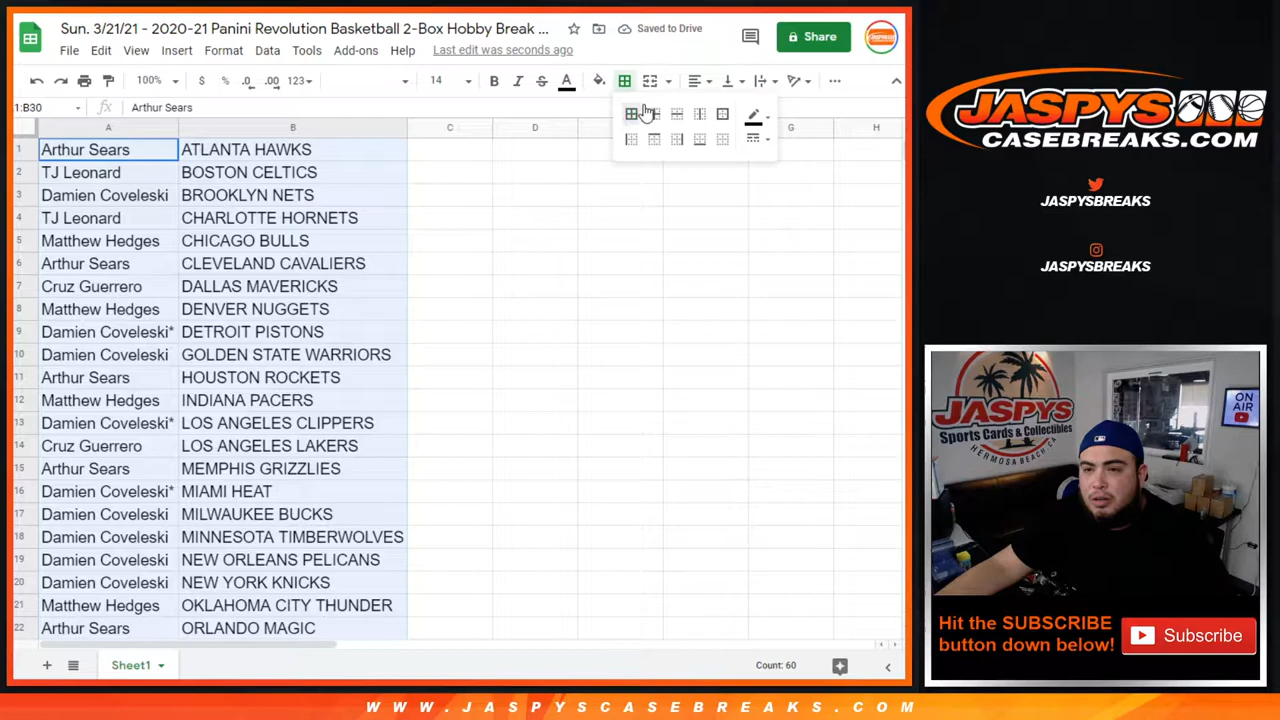 Sun. 3/21/21 - 2020-21 Panini Revolution Basketball 2-Box Hobby Break ...
Saved to Drive
Share
File Edit View Insert Format Data Tools Add-ons Help Last edit was seconds ago
100% $ % .0 .00 123 14 B I S A
1:B30 fx Arthur Sears
A B C D G H
1 Arthur Sears ATLANTA HAWKS
2 TJ Leonard BOSTON CELTICS
3 Damien Coveleski BROOKLYN NETS
4 TJ Leonard CHARLOTTE HORNETS
5 Matthew Hedges CHICAGO BULLS
6 Arthur Sears CLEVELAND CAVALIERS
7 Cruz Guerrero DALLAS MAVERICKS
8 Matthew Hedges DENVER NUGGETS
9 Damien Coveleski* DETROIT PISTONS
10 Damien Coveleski GOLDEN STATE WARRIORS
11 Arthur Sears HOUSTON ROCKETS
12 Matthew Hedges INDIANA PACERS
13 Damien Coveleski* LOS ANGELES CLIPPERS
14 Cruz Guerrero LOS ANGELES LAKERS
15 Arthur Sears MEMPHIS GRIZZLIES
16 Damien Coveleski* MIAMI HEAT
17 Damien Coveleski MILWAUKEE BUCKS
18 Damien Coveleski MINNESOTA TIMBERWOLVES
19 Damien Coveleski NEW ORLEANS PELICANS
20 Damien Coveleski NEW YORK KNICKS
21 Matthew Hedges OKLAHOMA CITY THUNDER
22 Arthur Sears ORLANDO MAGIC
Sheet1
Count: 60
JASPYS
CASEBREAKS.COM
JASPYSBREAKS
JASPYSBREAKS
JASPYS
Sports Cards & Collectibles
HERMOSA BEACH, CA
ON
AIR
Hit the SUBSCRIBE
button down below!
Subscribe
WWW.JASPYSCASEBREAKS.COM